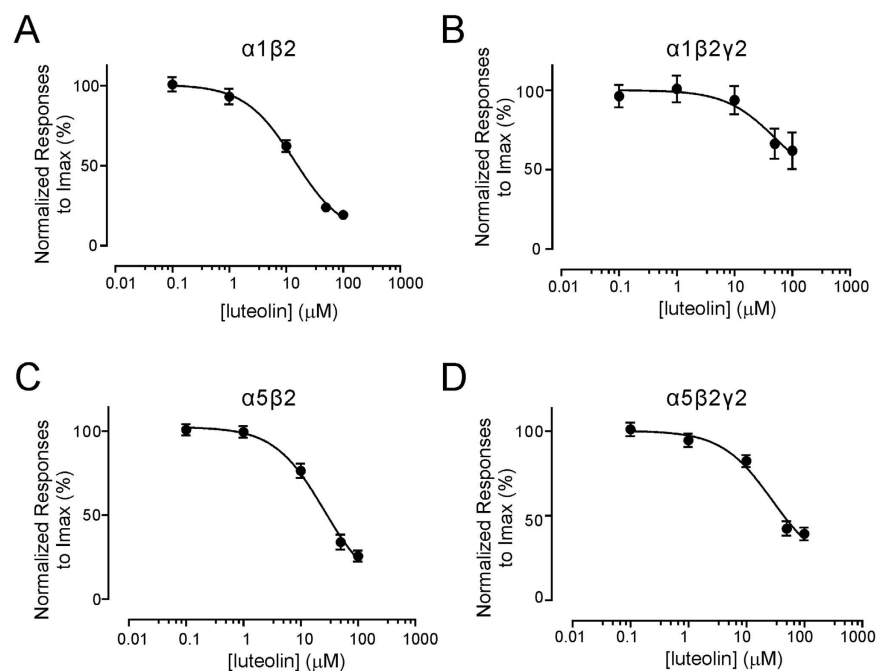 A
α1β2
Normalized Responses
to Imax (%)
100
50
0
0.01 0.1 1 10 100 1000
[luteolin] (μM)
B
α1β2γ2
Normalized Responses
to Imax (%)
100
50
0
0.01 0.1 1 10 100 1000
[luteolin] (μM)
C
α5β2
Normalized Responses
to Imax (%)
100
50
0
0.01 0.1 1 10 100 1000
[luteolin] (μM)
D
α5β2γ2
Normalized Responses
to Imax (%)
100
50
0
0.01 0.1 1 10 100 1000
[luteolin] (μM)